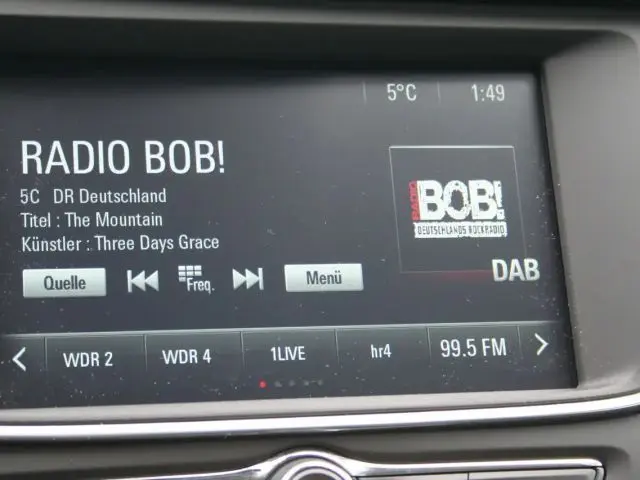 5°C 1:49
RADIO BOB!
5C DR Deutschland
Titel : The Mountain
Künstler : Three Days Grace
RADIO BOB!
DEUTSCHLANDS ROCKRADIO
DAB
Quelle Freq. Menü
WDR 2 WDR 4 1LIVE hr4 99.5 FM